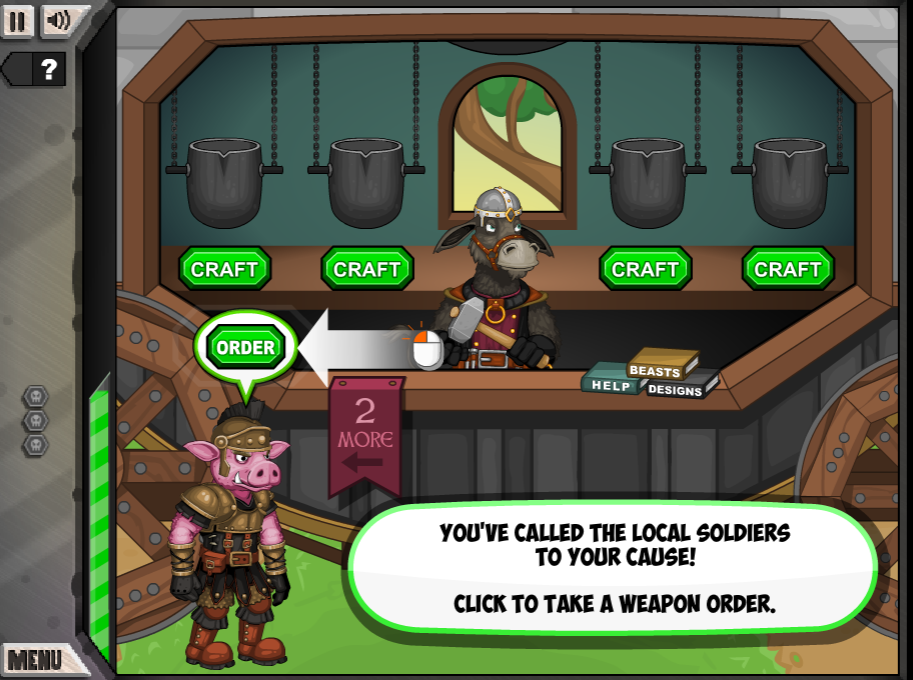 ?
CRAFT
CRAFT
CRAFT
CRAFT
ORDER
BEASTS
HELP
DESIGNS
2
MORE
YOU'VE CALLED THE LOCAL SOLDIERS
TO YOUR CAUSE!
CLICK TO TAKE A WEAPON ORDER.
MENU